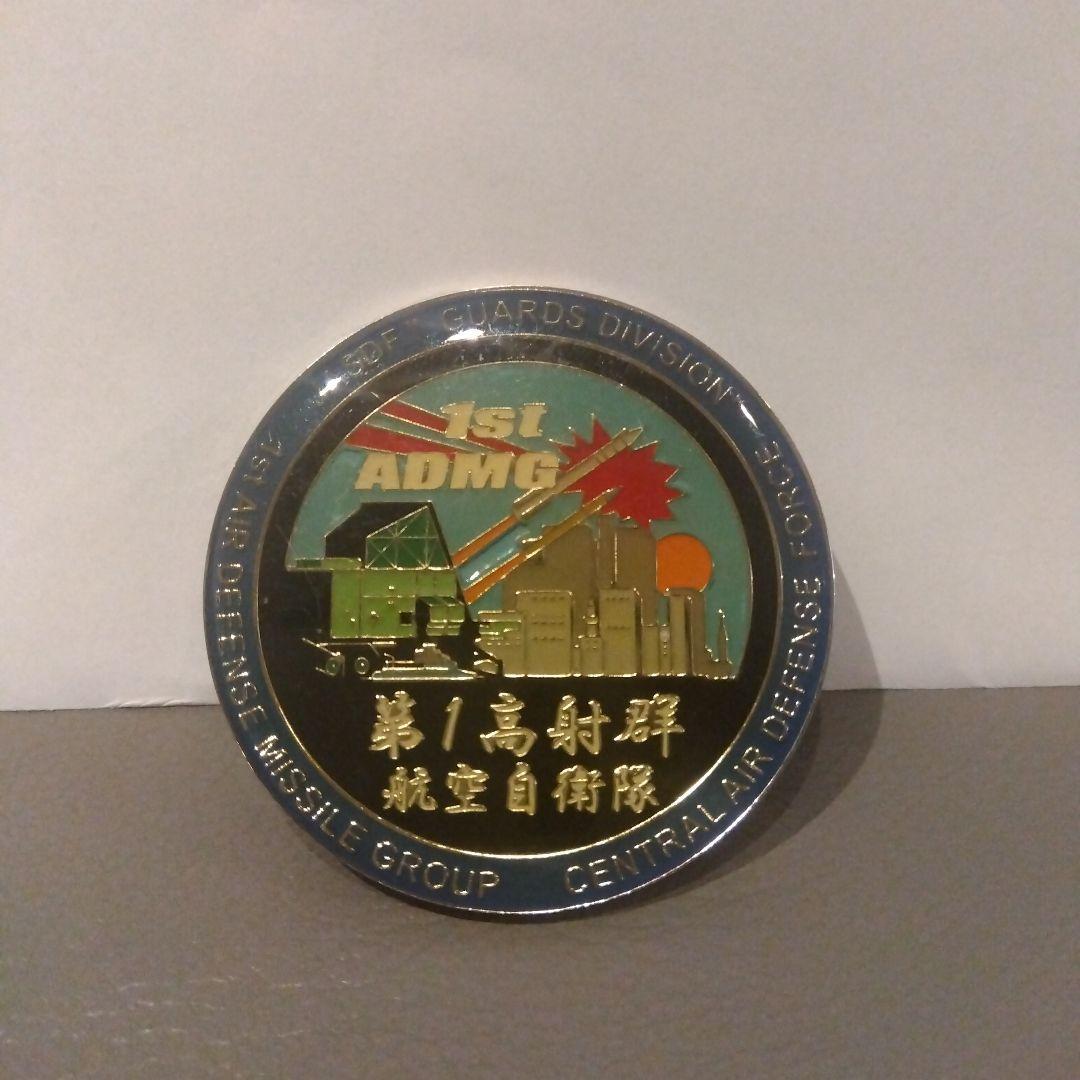 SDF GUARDS DIVISION
1st AIR DEFENSE MISSILE GROUP
CENTRAL AIR DEFENSE FORCE
1st
ADMG
第1高射群
航空自衛隊